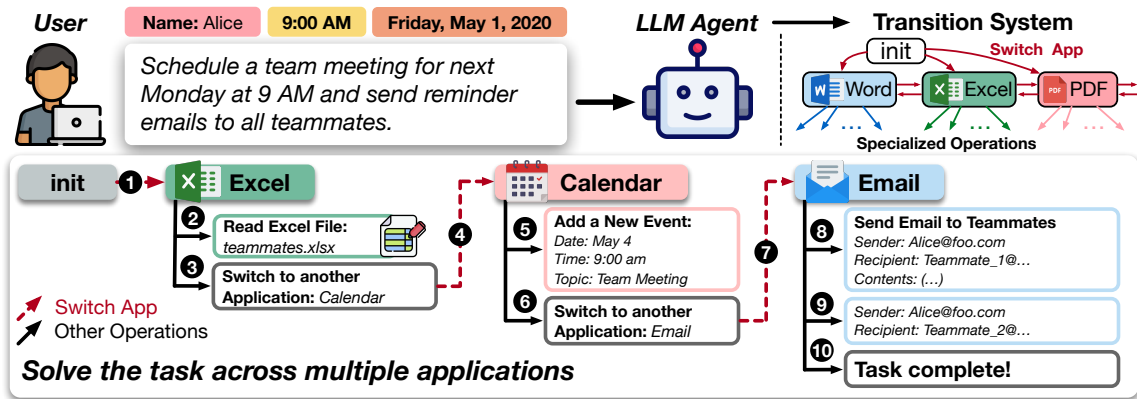 User
Name: Alice
9:00 AM
Friday, May 1, 2020
Schedule a team meeting for next
Monday at 9 AM and send reminder
emails to all teammates.
LLM Agent
Transition System
init
Switch App
W Word
X Excel
PDF PDF
...
...
...
Specialized Operations
init
1
X Excel
2
Read Excel File:
teammates.xlsx
3
Switch to another
Application: Calendar
4
Calendar
5
Add a New Event:
Date: May 4
Time: 9:00 am
Topic: Team Meeting
6
Switch to another
Application: Email
7
Email
8
Send Email to Teammates
Sender: Alice@foo.com
Recipient: Teammate_1@...
Contents: (...)
9
Sender: Alice@foo.com
Recipient: Teammate_2@...
10
Task complete!
Switch App
Other Operations
Solve the task across multiple applications